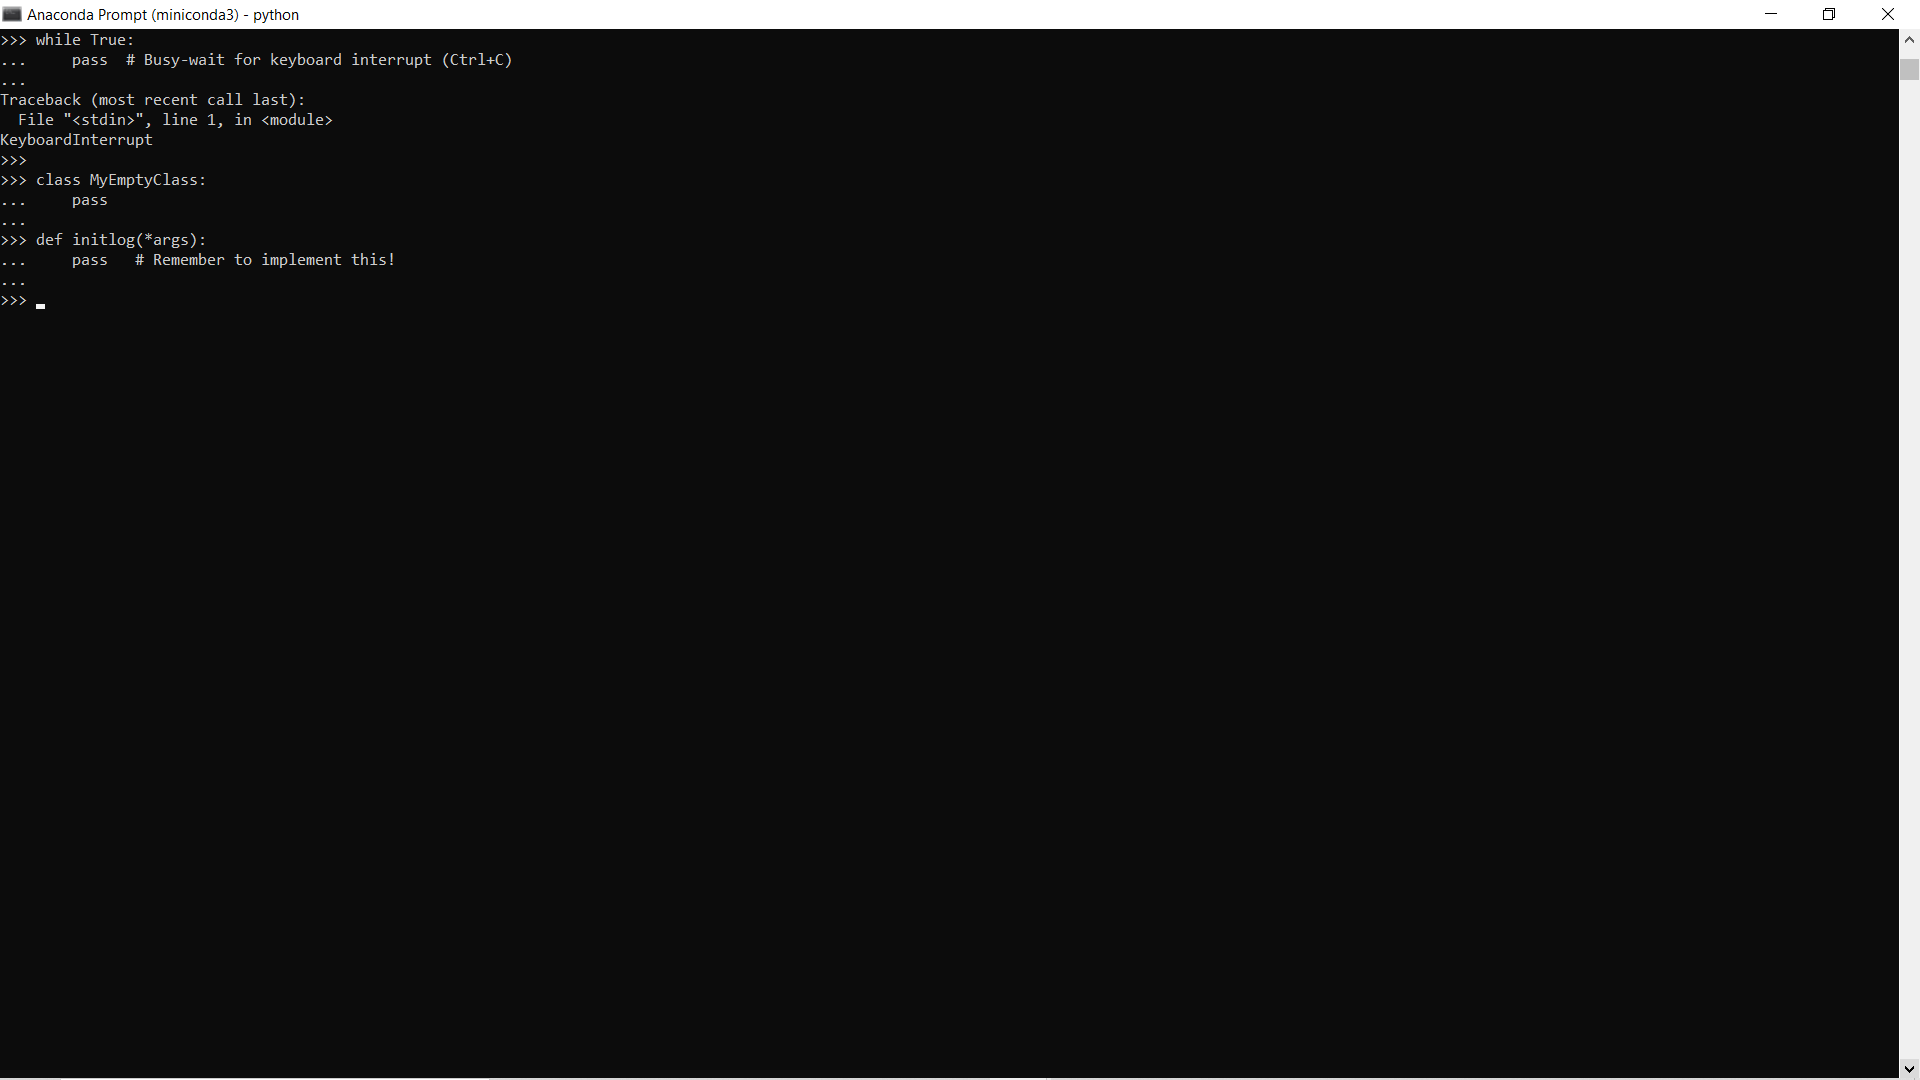 Anaconda Prompt (miniconda3) - python
>>> while True:
...     pass  # Busy-wait for keyboard interrupt (Ctrl+C)
...
Traceback (most recent call last):
  File "<stdin>", line 1, in <module>
KeyboardInterrupt
>>>
>>> class MyEmptyClass:
...     pass
...
>>> def initlog(*args):
...     pass   # Remember to implement this!
...
>>>